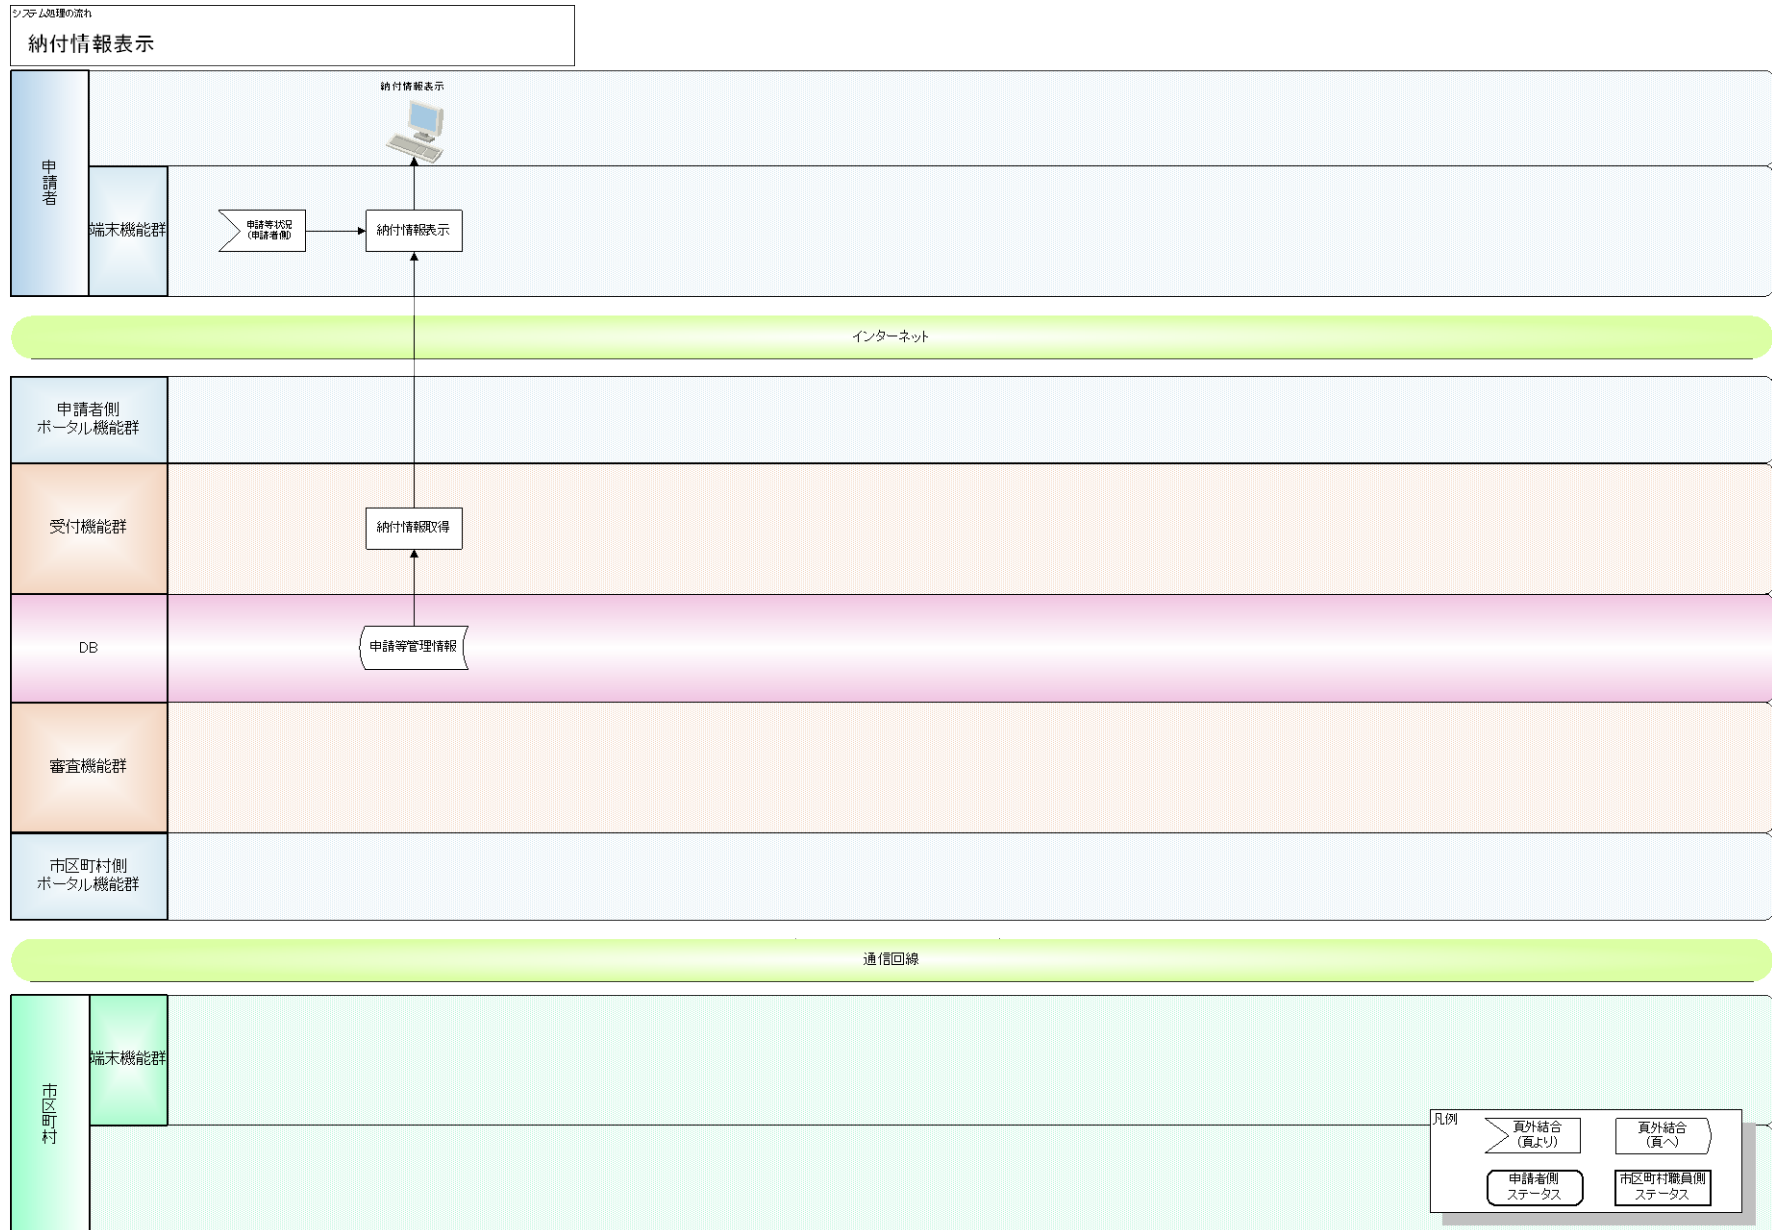 システム処理の流れ
納付情報表示
納付情報表示
申請者
端末機能群
申請等状況
(申請者側)
納付情報表示
インターネット
申請者側
ポータル機能群
受付機能群
納付情報取得
DB
申請等管理情報
審査機能群
市区町村側
ポータル機能群
通信回線
市区町村
端末機能群
凡例
頁外結合
(頁より)
頁外結合
(頁へ)
申請者側
ステータス
市区町村職員側
ステータス